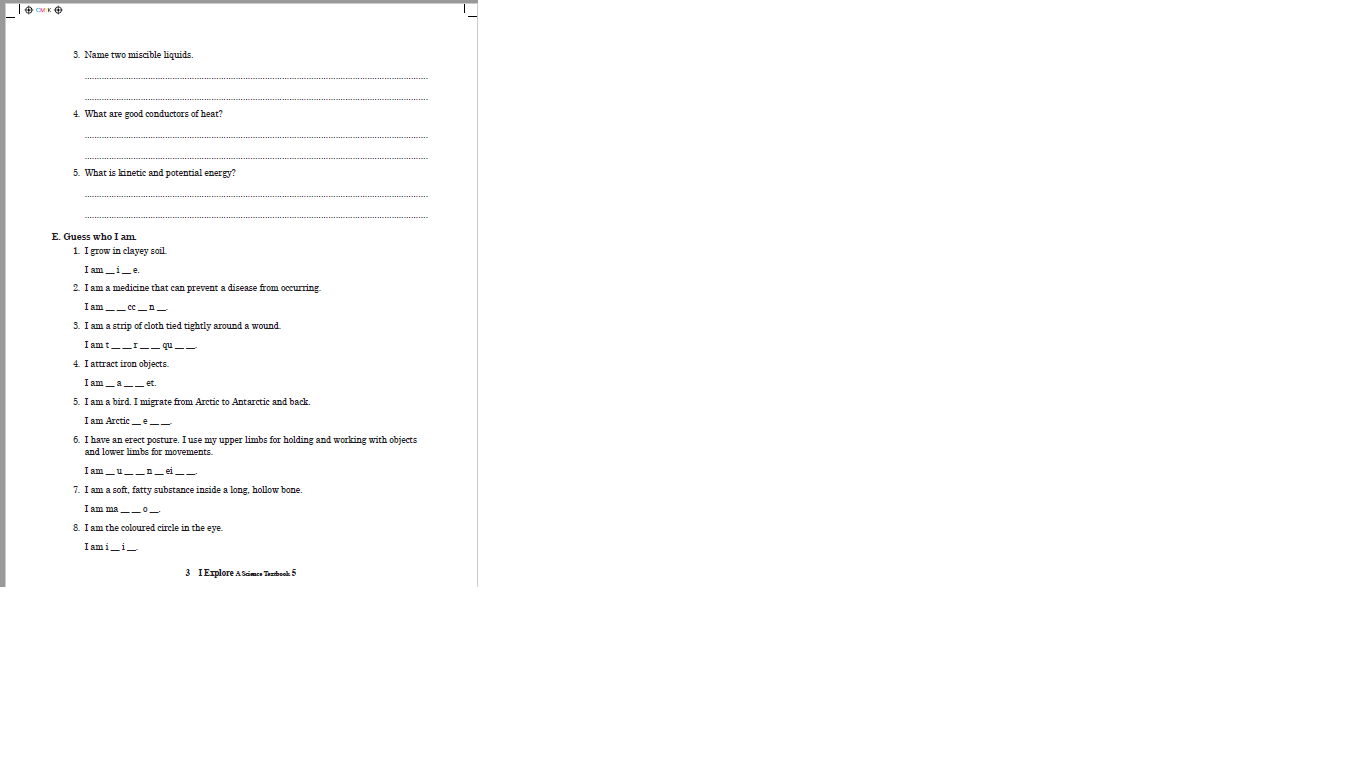 CMYK
3. Name two miscible liquids.
................................................................................
................................................................................
4. What are good conductors of heat?
................................................................................
................................................................................
5. What is kinetic and potential energy?
................................................................................
................................................................................
E. Guess who I am.
1. I grow in clayey soil.
I am __ i __ e.
2. I am a medicine that can prevent a disease from occurring.
I am __ __ cc __ n __.
3. I am a strip of cloth tied tightly around a wound.
I am t __ __ r __ __ qu __ __.
4. I attract iron objects.
I am __ a __ __ et.
5. I am a bird. I migrate from Arctic to Antarctic and back.
I am Arctic __ e __ __.
6. I have an erect posture. I use my upper limbs for holding and working with objects
and lower limbs for movements.
I am __ u __ __ n __ ei __ __.
7. I am a soft, fatty substance inside a long, hollow bone.
I am ma __ __ o __.
8. I am the coloured circle in the eye.
I am i __ i __.
3 I Explore A Science Textbook 5